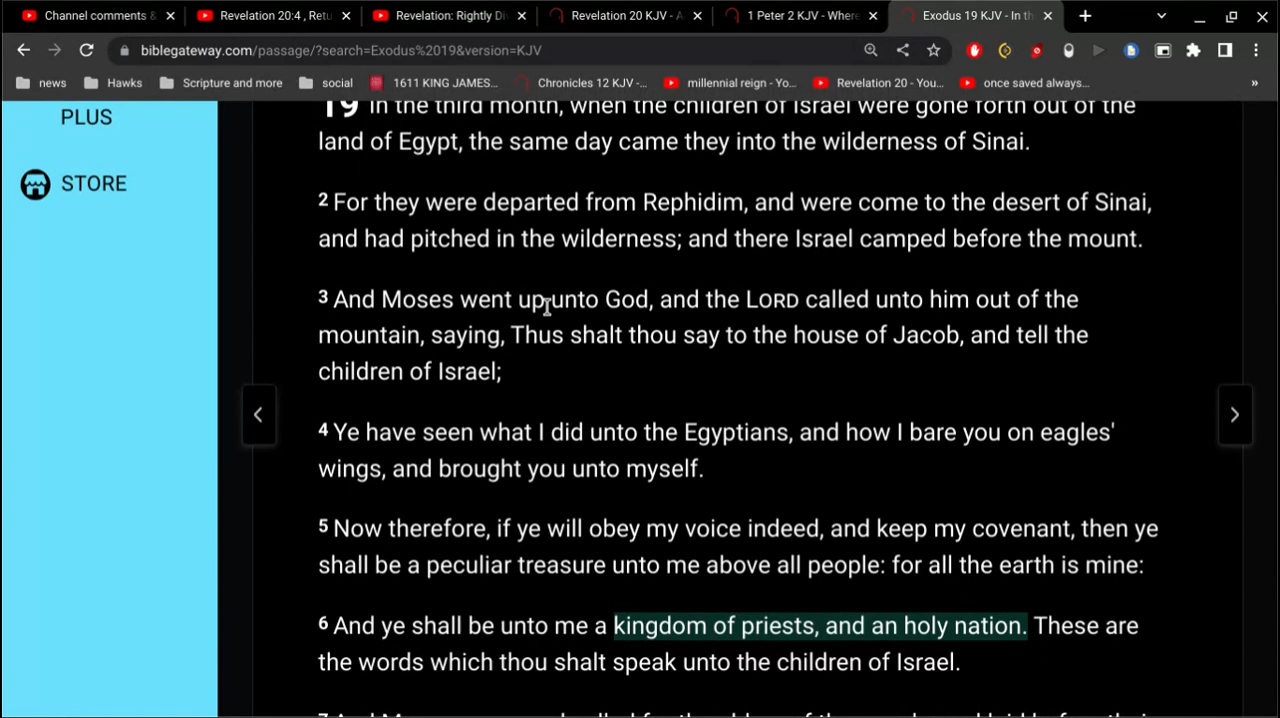 Channel comments &
Revelation 20:4 , Retu
Revelation: Rightly Di
Revelation 20 KJV - A
1 Peter 2 KJV - Where
Exodus 19 KJV - In th
biblegateway.com/passage/?search=Exodus%2019&version=KJV
news
Hawks
Scripture and more
social
1611 KING JAMES...
Chronicles 12 KJV -...
millennial reign - Yo...
Revelation 20 - You...
once saved always...
»
PLUS
STORE
19 In the third month, when the children of Israel were gone forth out of the
land of Egypt, the same day came they into the wilderness of Sinai.
2 For they were departed from Rephidim, and were come to the desert of Sinai,
and had pitched in the wilderness; and there Israel camped before the mount.
3 And Moses went up unto God, and the LORD called unto him out of the
mountain, saying, Thus shalt thou say to the house of Jacob, and tell the
children of Israel;
4 Ye have seen what I did unto the Egyptians, and how I bare you on eagles'
wings, and brought you unto myself.
5 Now therefore, if ye will obey my voice indeed, and keep my covenant, then ye
shall be a peculiar treasure unto me above all people: for all the earth is mine:
6 And ye shall be unto me a kingdom of priests, and an holy nation. These are
the words which thou shalt speak unto the children of Israel.